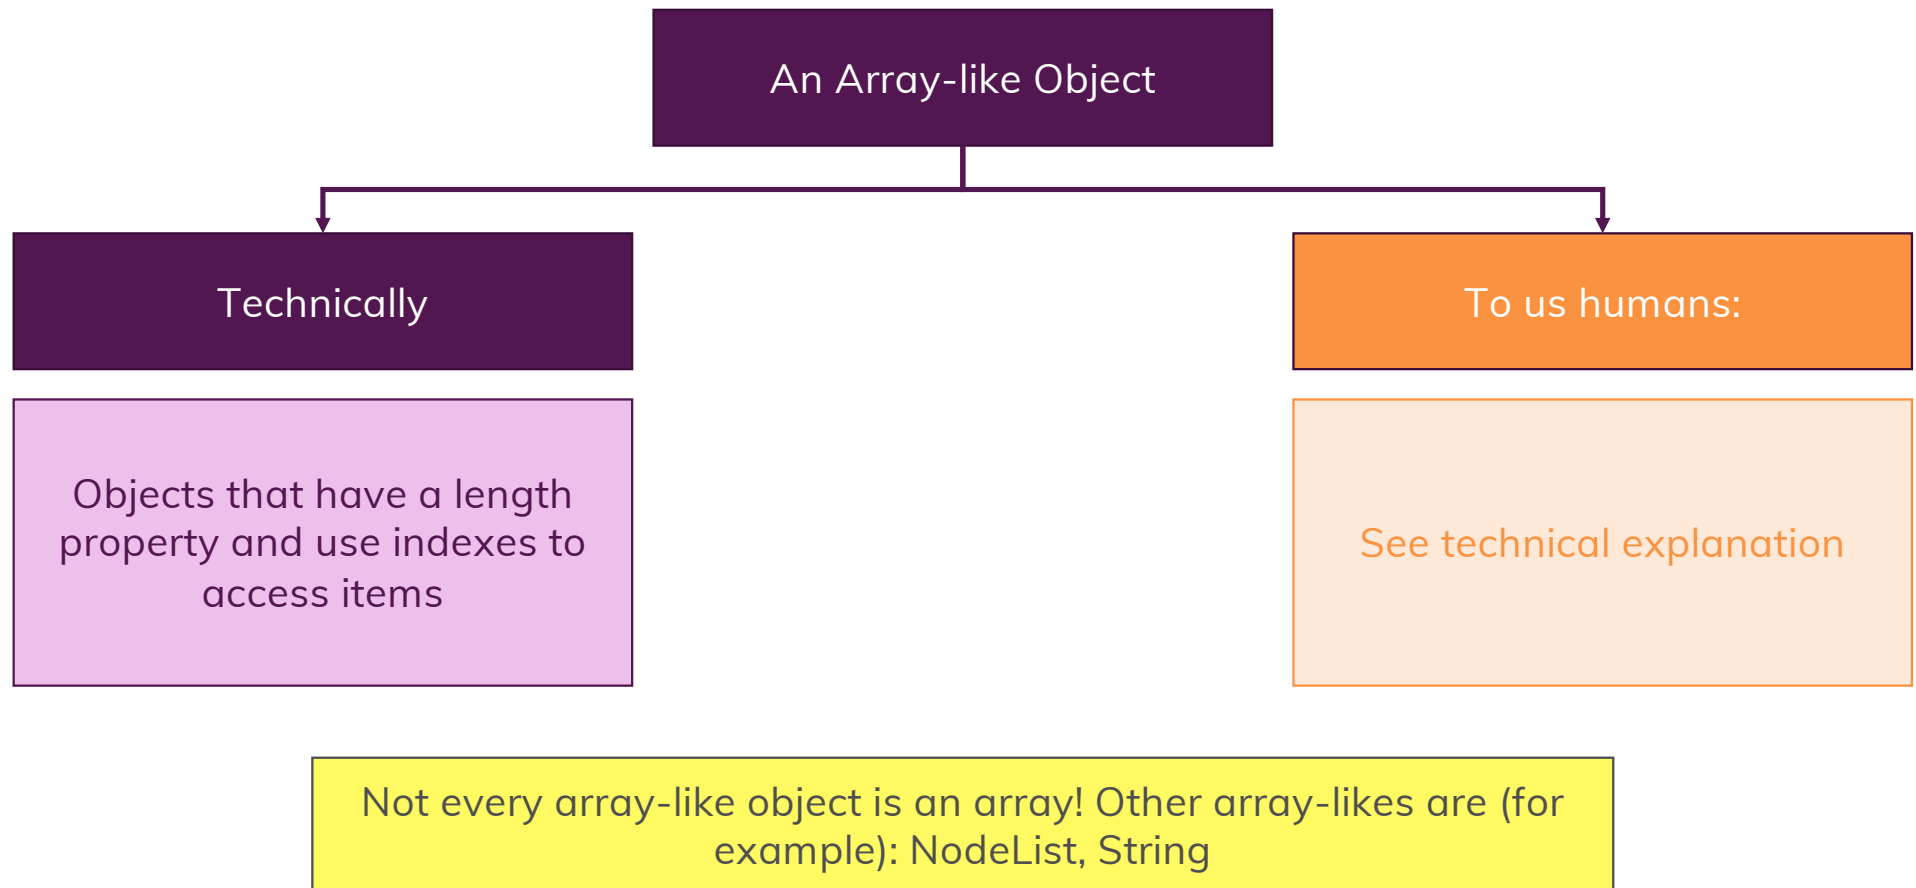 An Array-like Object
Technically
To us humans:
Objects that have a length
property and use indexes to
access items
See technical explanation
Not every array-like object is an array! Other array-likes are (for
example): NodeList, String